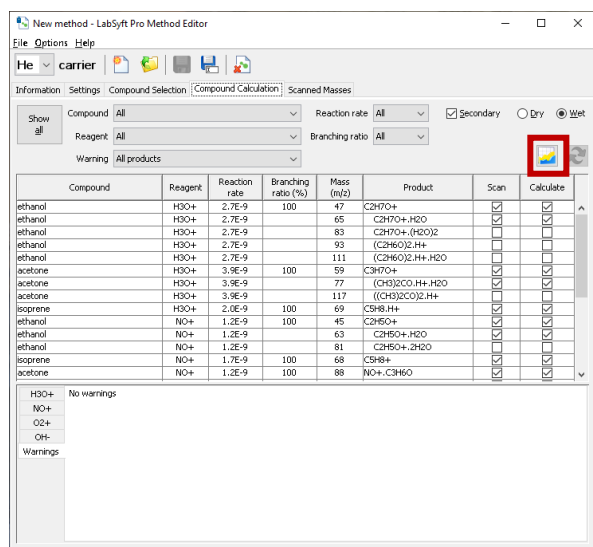 New method - LabSyft Pro Method Editor
File Options Help
He carrier
Information Settings Compound Selection Compound Calculation Scanned Masses
Show all
Compound All Reaction rate All Secondary Dry Wet
Reagent All Branching ratio All
Warning All products
Compound Reagent Reaction rate Branching ratio (%) Mass (m/z) Product Scan Calculate
ethanol H3O+ 2.7E-9 100 47 C2H7O+
ethanol H3O+ 2.7E-9 65 C2H7O+.H2O
ethanol H3O+ 2.7E-9 83 C2H7O+.(H2O)2
ethanol H3O+ 2.7E-9 93 (C2H6O)2.H+
ethanol H3O+ 2.7E-9 111 (C2H6O)2.H+.H2O
acetone H3O+ 3.9E-9 100 59 C3H7O+
acetone H3O+ 3.9E-9 77 (CH3)2CO.H+.H2O
acetone H3O+ 3.9E-9 117 ((CH3)2CO)2.H+
isoprene H3O+ 2.0E-9 100 69 C5H8.H+
ethanol NO+ 1.2E-9 100 45 C2H5O+
ethanol NO+ 1.2E-9 63 C2H5O+.H2O
ethanol NO+ 1.2E-9 81 C2H5O+.2H2O
isoprene NO+ 1.7E-9 100 68 C5H8+
acetone NO+ 1.2E-9 100 88 NO+.C3H6O
H3O+ No warnings
NO+
O2+
OH-
Warnings